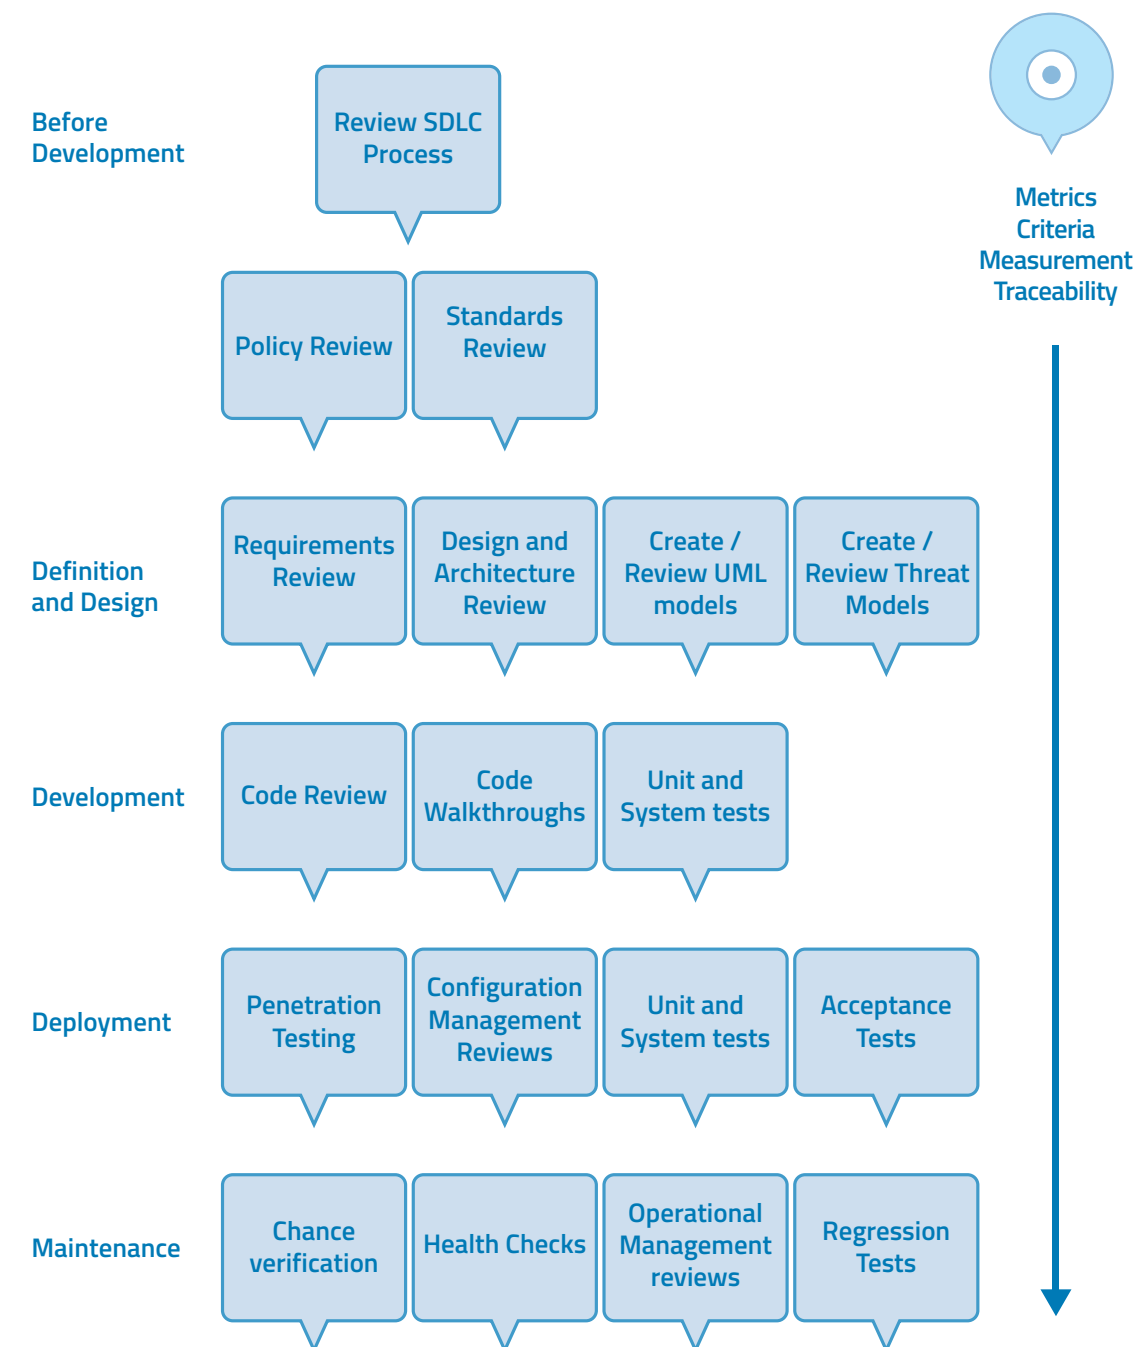 Before
Development
Review SDLC
Process
Metrics
Criteria
Measurement
Traceability
Policy Review
Standards
Review
Definition
and Design
Requirements
Review
Design and
Architecture
Review
Create /
Review UML
models
Create /
Review Threat
Models
Development
Code Review
Code
Walkthroughs
Unit and
System tests
Deployment
Penetration
Testing
Configuration
Management
Reviews
Unit and
System tests
Acceptance
Tests
Maintenance
Chance
verification
Health Checks
Operational
Management
reviews
Regression
Tests